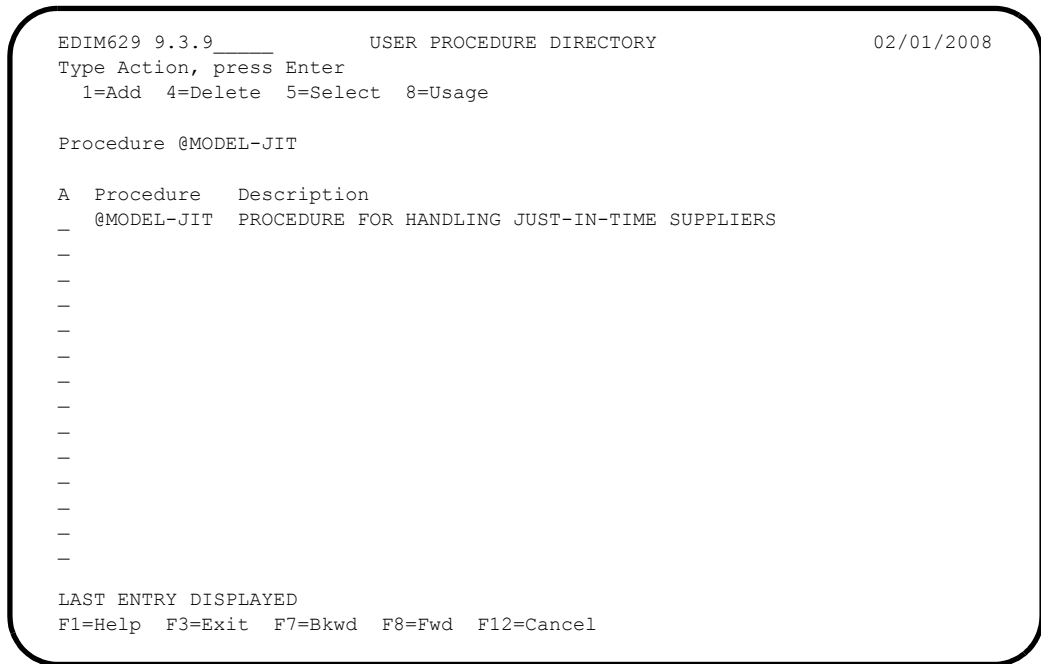 EDIM629 9.3.9_____ USER PROCEDURE DIRECTORY 02/01/2008
Type Action, press Enter
1=Add 4=Delete 5=Select 8=Usage
Procedure @MODEL-JIT
A Procedure Description
_ @MODEL-JIT PROCEDURE FOR HANDLING JUST-IN-TIME SUPPLIERS
_
_
_
_
_
_
_
_
_
_
_
_
_
LAST ENTRY DISPLAYED
F1=Help F3=Exit F7=Bkwd F8=Fwd F12=Cancel